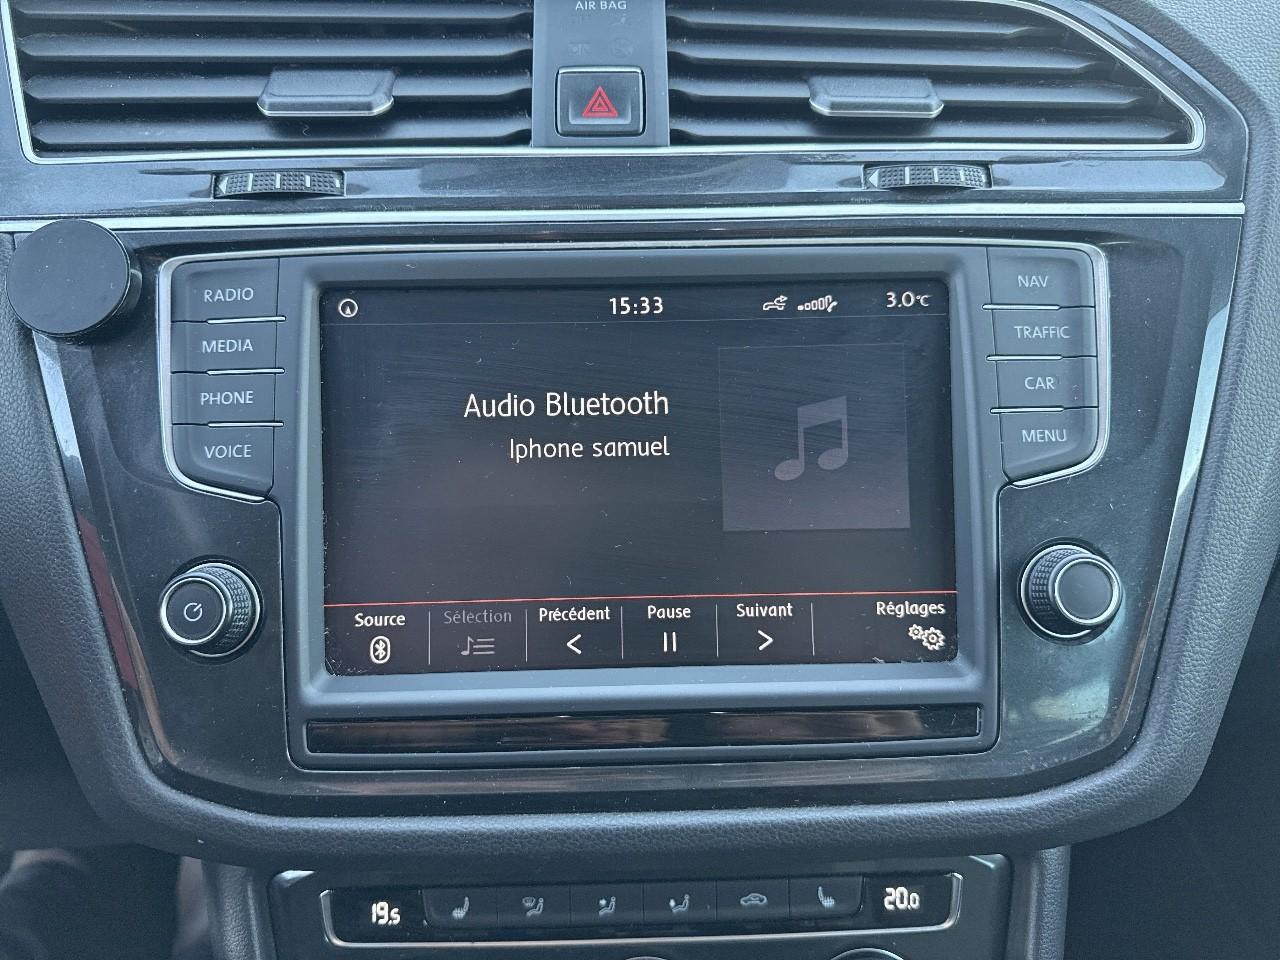 AIR BAG
RADIO
MEDIA
PHONE
VOICE
NAV
TRAFFIC
CAR
MENU
15:33
3.0°C
Audio Bluetooth
Iphone samuel
Source
Sélection
Précédent
Pause
Suivant
Réglages
19.5
20.0